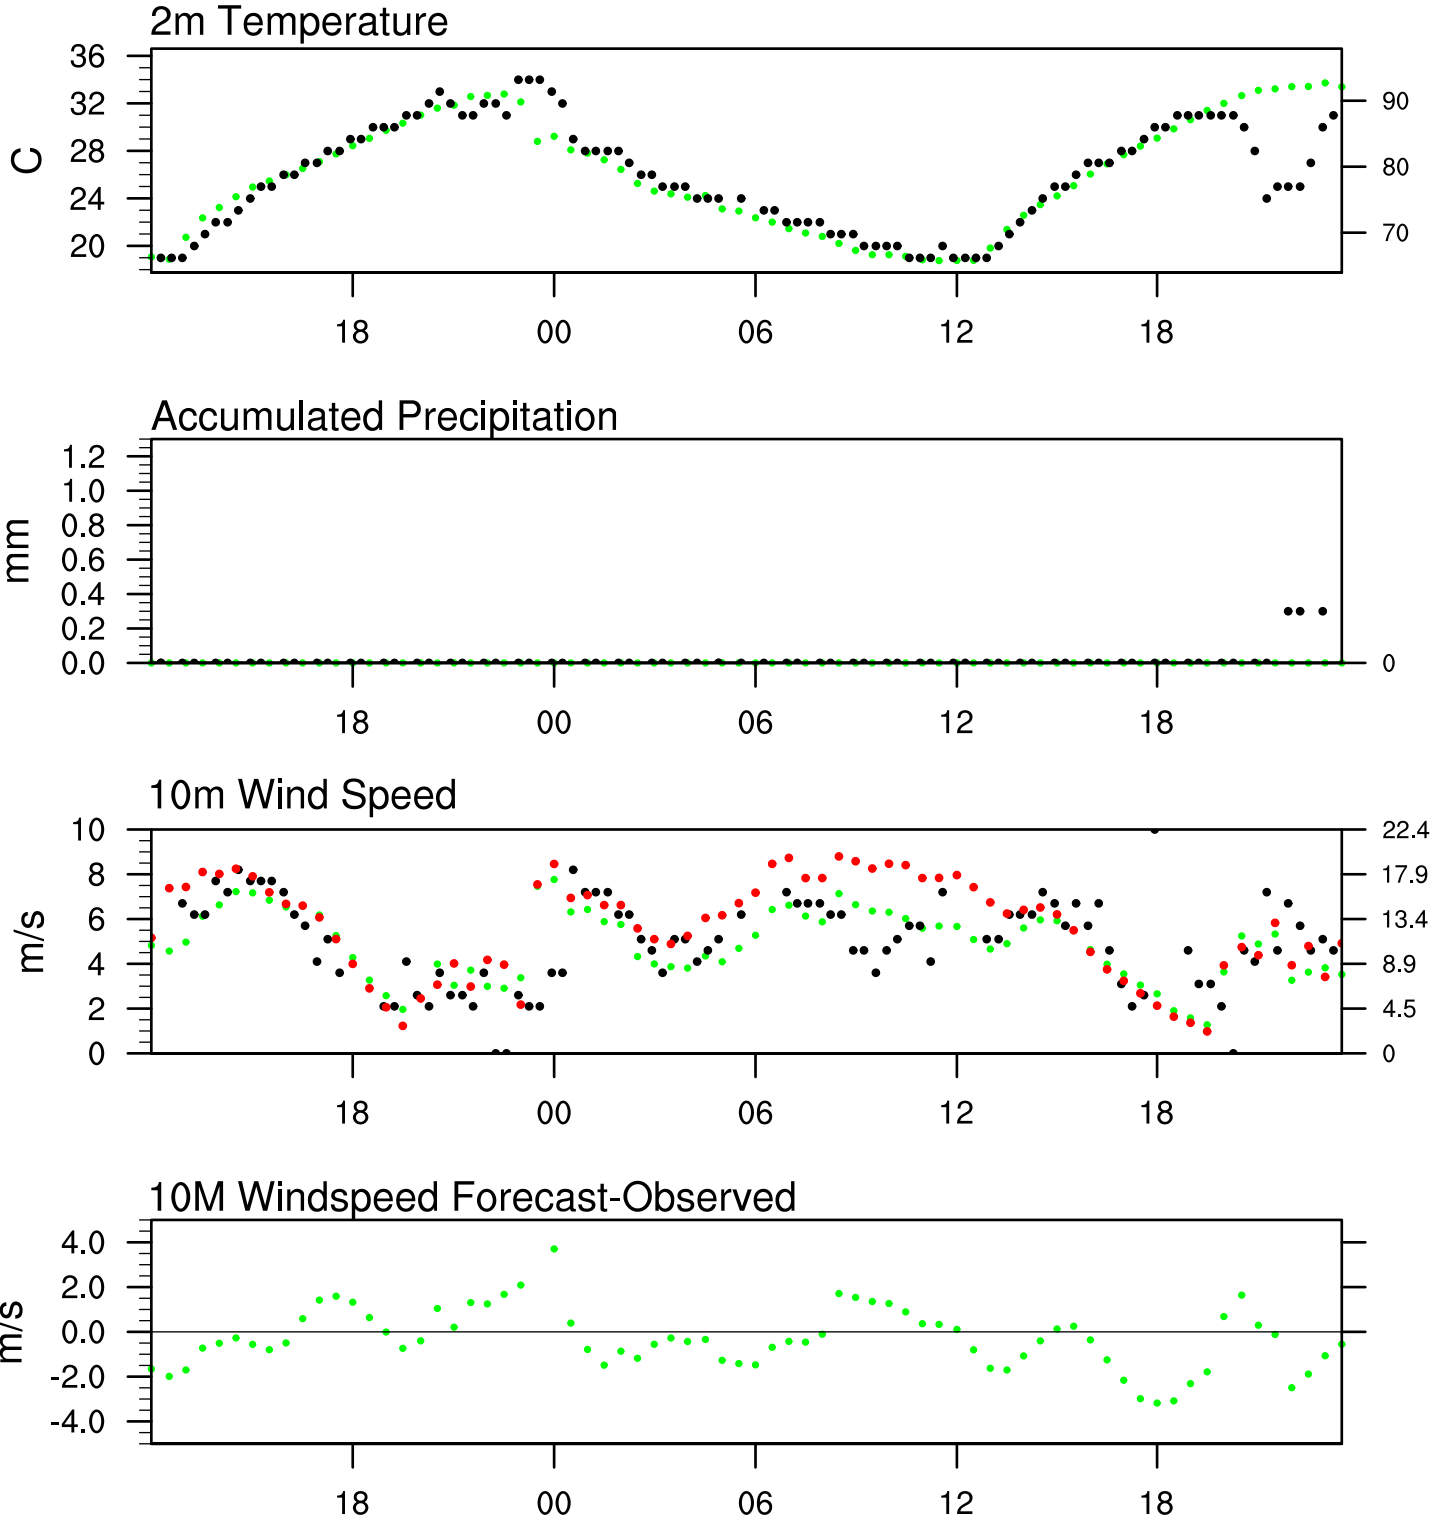 2m Temperature
36
32
28
24
20
C
90
80
70
18 00 06 12 18
Accumulated Precipitation
1.2
1.0
0.8
0.6
0.4
0.2
0.0
mm
0
18 00 06 12 18
10m Wind Speed
10
8
6
4
2
0
m/s
22.4
17.9
13.4
8.9
4.5
0
18 00 06 12 18
10M Windspeed Forecast-Observed
4.0
2.0
0.0
-2.0
-4.0
m/s
18 00 06 12 18